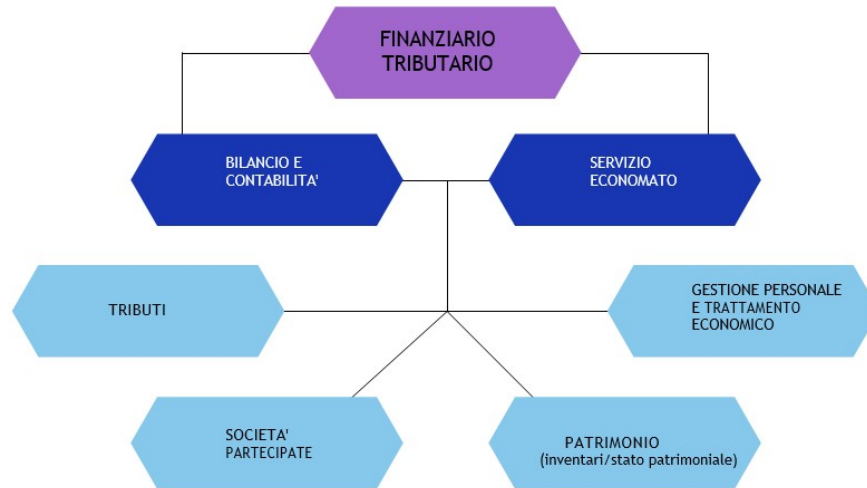 FINANZIARIO
TRIBUTARIO
BILANCIO E
CONTABILITA'
SERVIZIO
ECONOMATO
TRIBUTI
GESTIONE PERSONALE
E TRATTAMENTO
ECONOMICO
SOCIETA'
PARTECIPATE
PATRIMONIO
(inventari/stato patrimoniale)